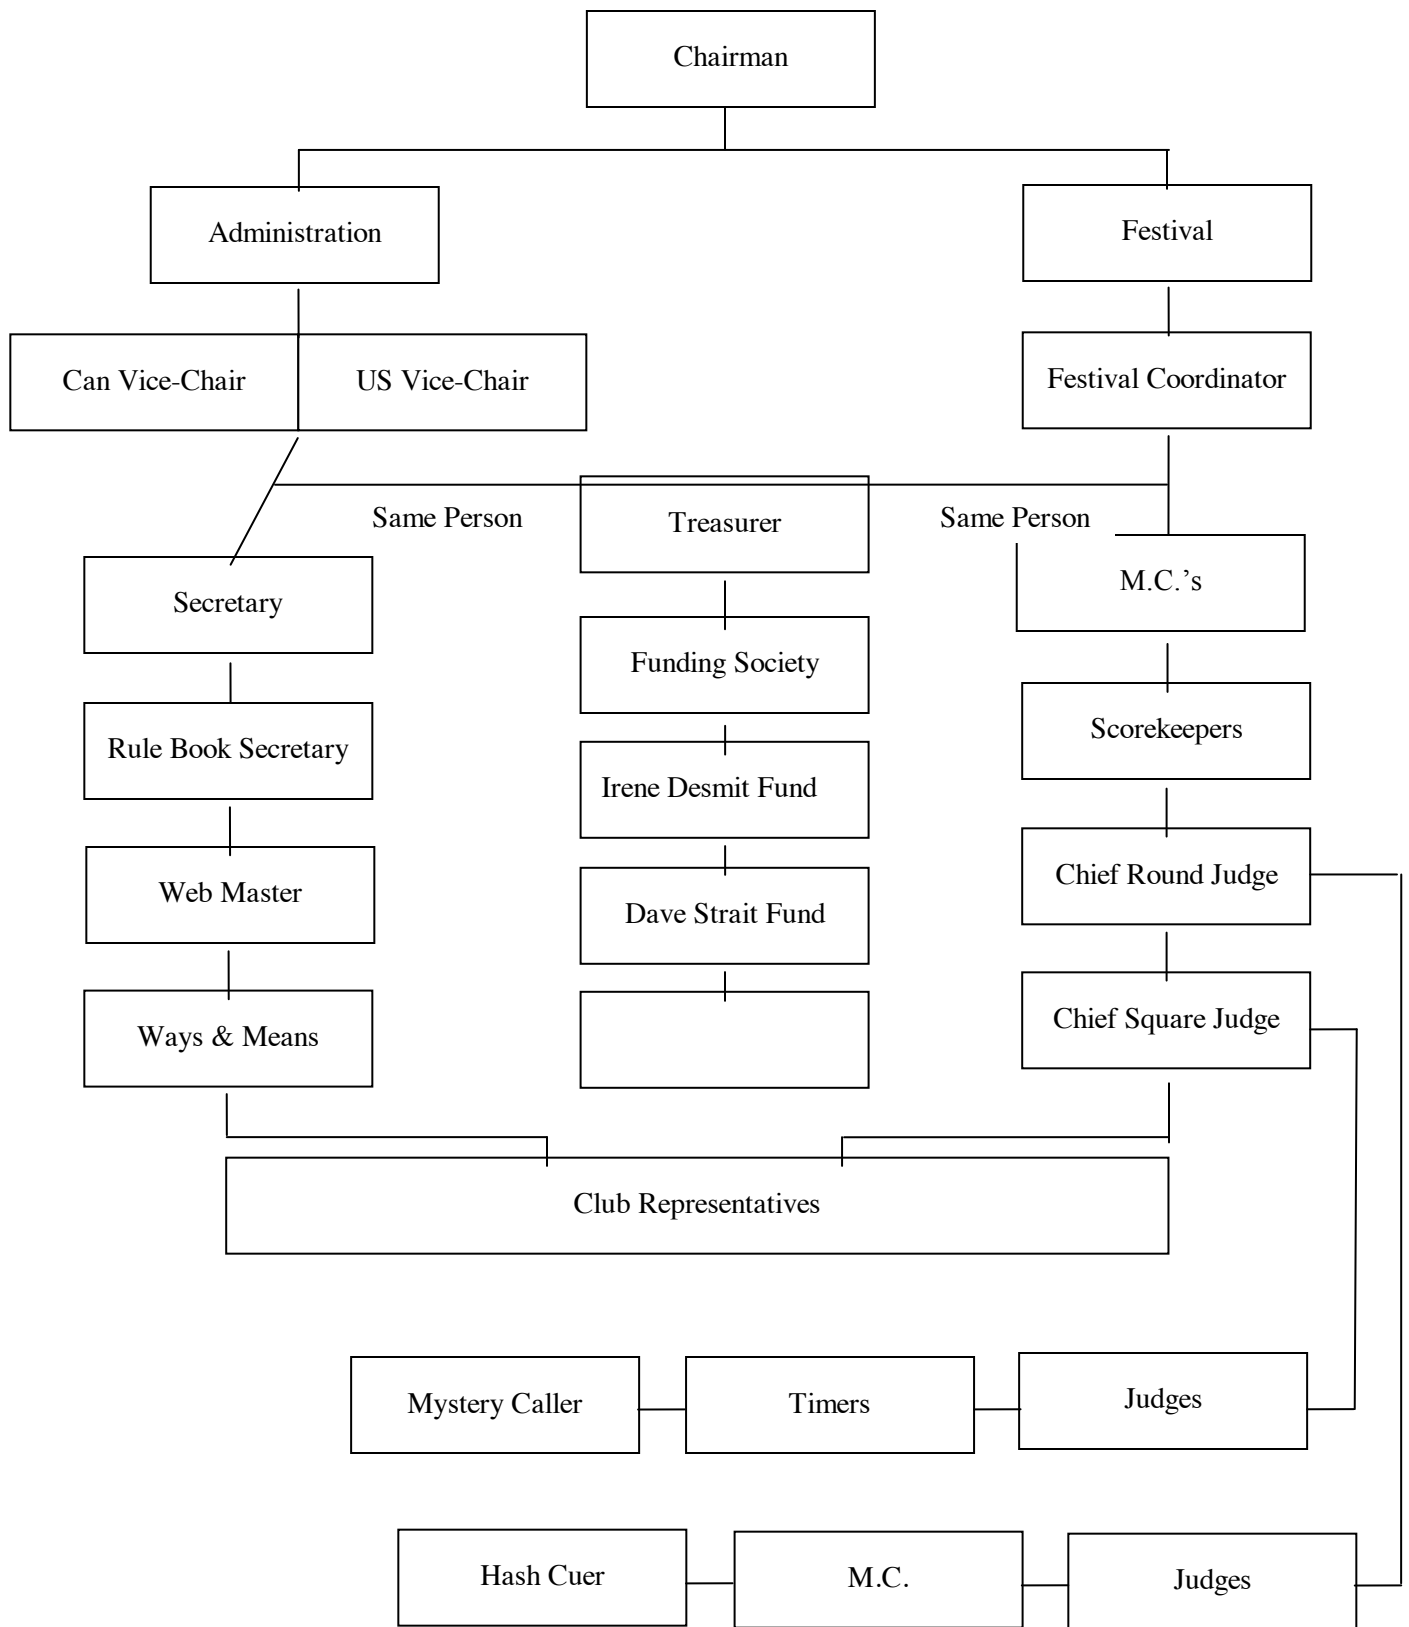 Chairman
Administration
Festival
Can Vice-Chair
US Vice-Chair
Festival Coordinator
Same Person
Treasurer
Same Person
M.C.’s
Secretary
Funding Society
Scorekeepers
Rule Book Secretary
Irene Desmit Fund
Chief Round Judge
Web Master
Dave Strait Fund
Chief Square Judge
Ways & Means
Club Representatives
Mystery Caller
Timers
Judges
Hash Cuer
M.C.
Judges